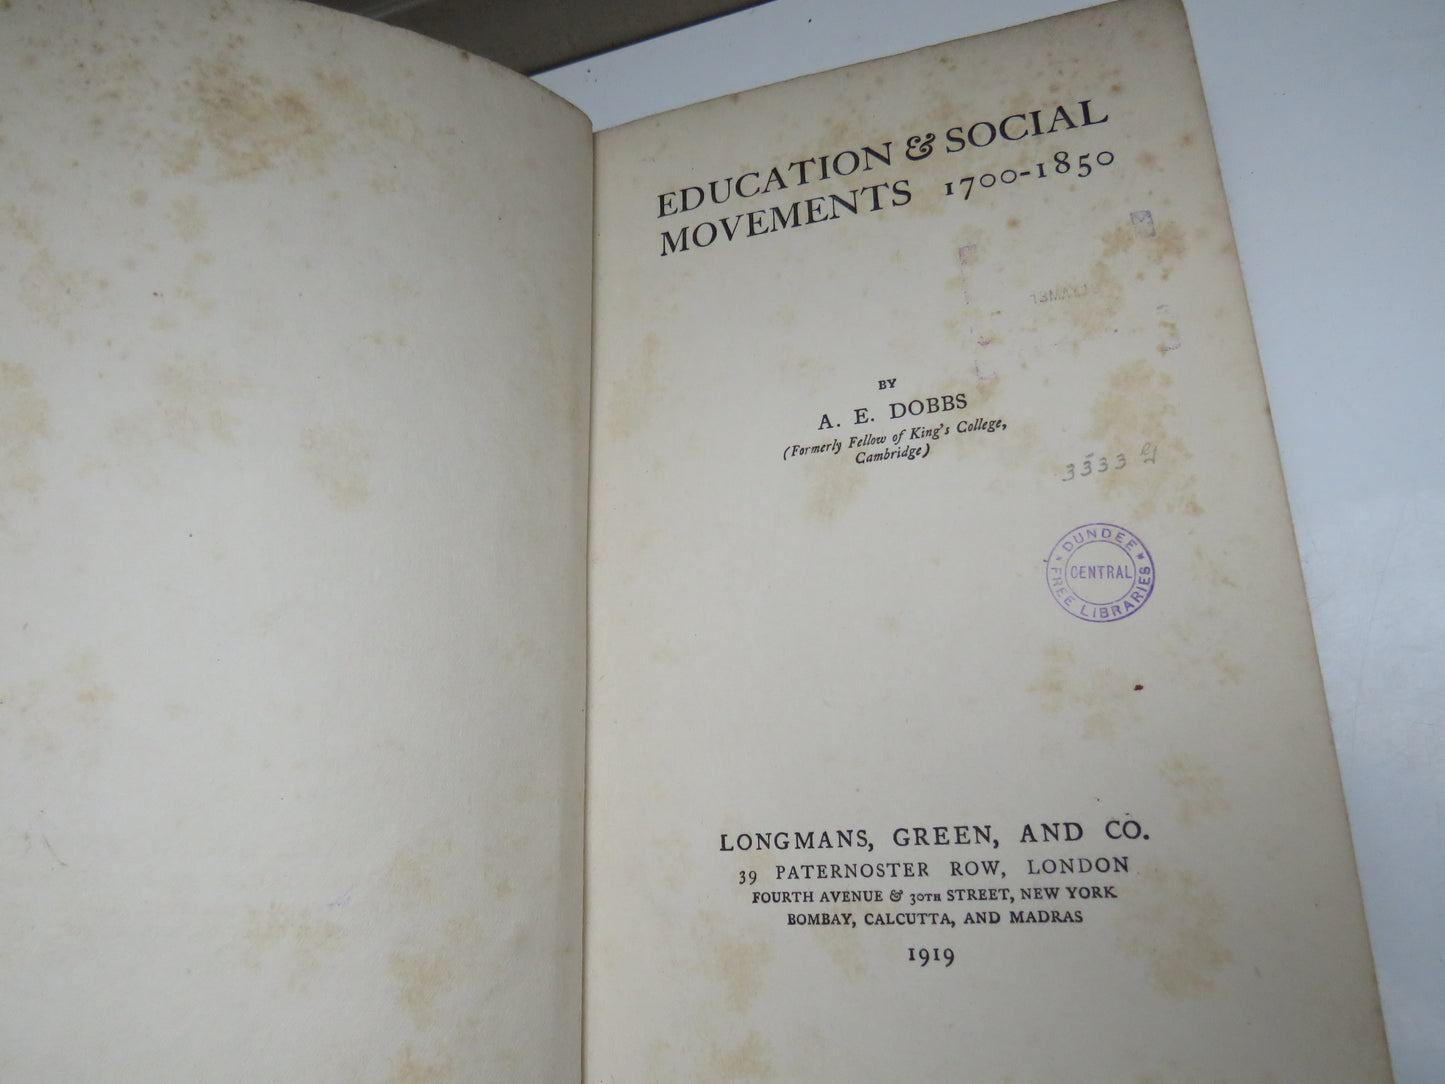 EDUCATION & SOCIAL
MOVEMENTS 1700-1850
BY
A. E. DOBBS
(Formerly Fellow of King's College,
Cambridge)
3333
DUNDEE
CENTRAL
FREE LIBRARIES
LONGMANS, GREEN, AND CO.
39 PATERNOSTER ROW, LONDON
FOURTH AVENUE & 30TH STREET, NEW YORK
BOMBAY, CALCUTTA, AND MADRAS
1919